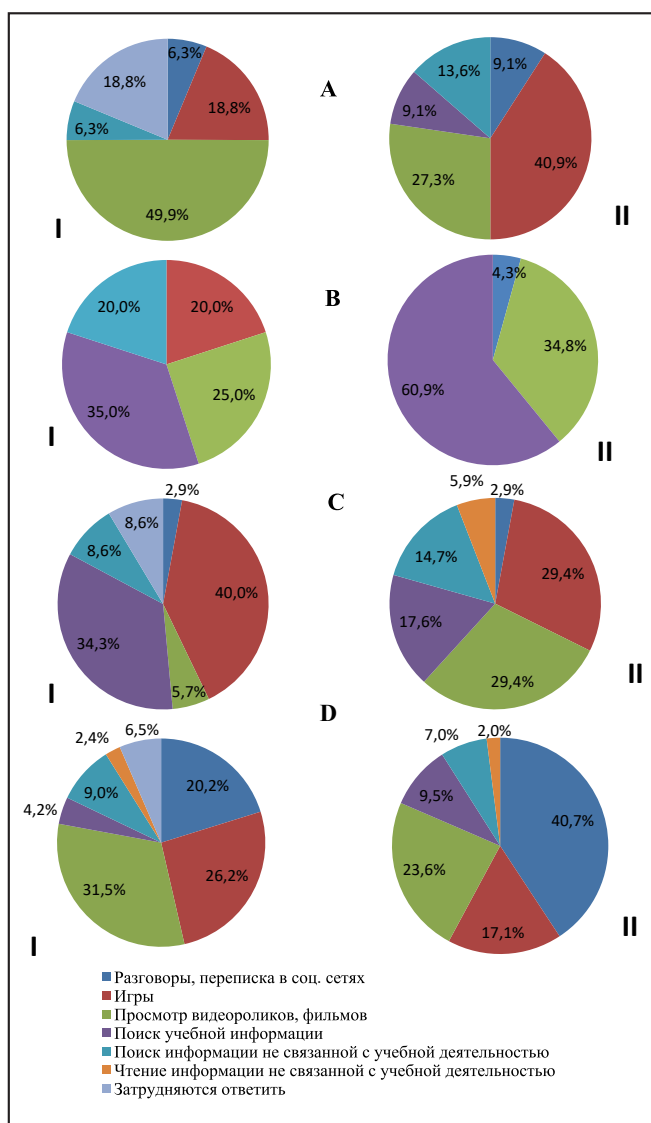 6,3%
18,8%
49,9%
6,3%
18,8%
I
A
9,1%
40,9%
27,3%
9,1%
13,6%
II
20,0%
25,0%
35,0%
20,0%
I
B
4,3%
34,8%
60,9%
II
2,9%
40,0%
5,7%
34,3%
8,6%
8,6%
I
C
2,9%
29,4%
29,4%
17,6%
14,7%
5,9%
II
D
20,2%
26,2%
31,5%
4,2%
9,0%
2,4%
6,5%
I
40,7%
17,1%
23,6%
9,5%
7,0%
2,0%
II
Разговоры, переписка в соц. сетях
Игры
Просмотр видеороликов, фильмов
Поиск учебной информации
Поиск информации не связанной с учебной деятельностью
Чтение информации не связанной с учебной деятельностью
Затрудняются ответить